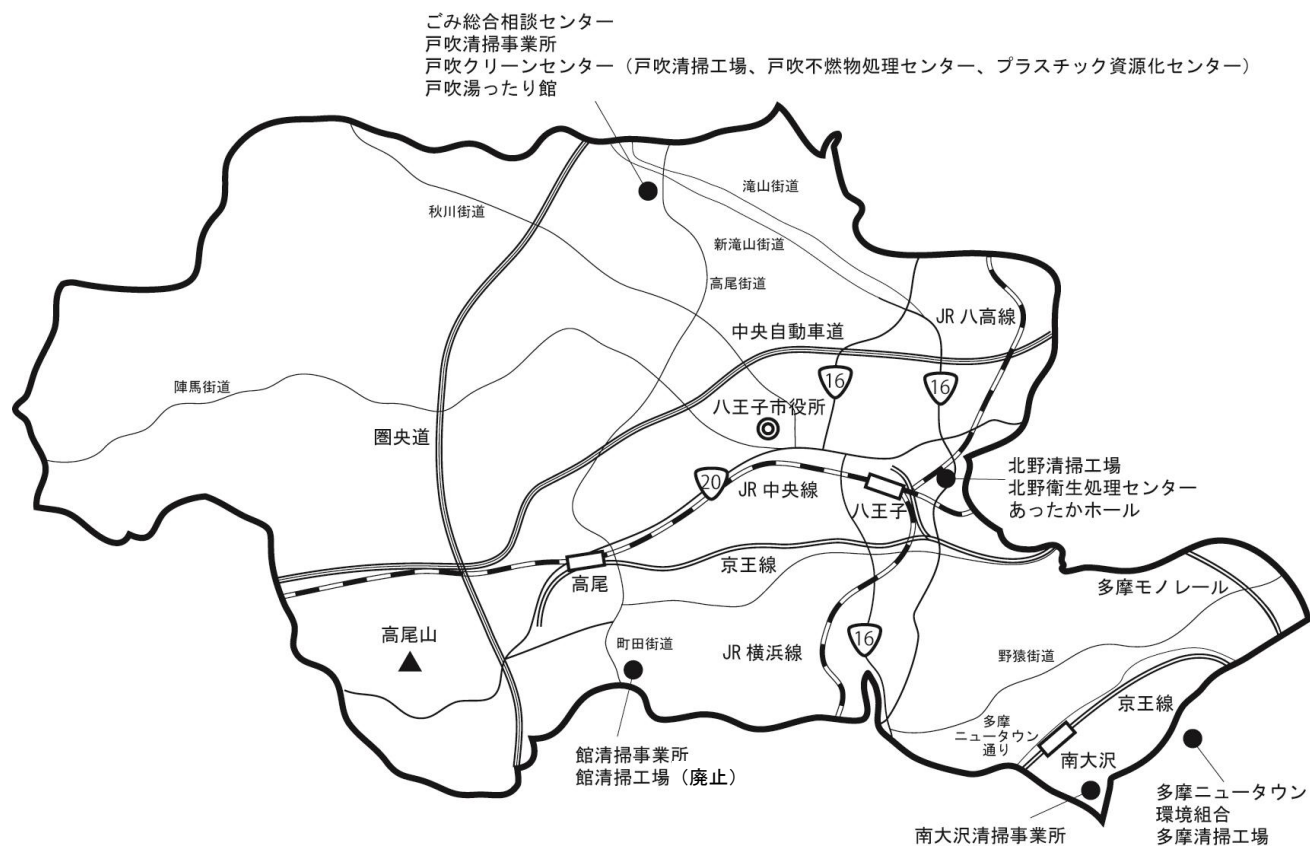 ごみ総合相談センター
戸吹清掃事業所
戸吹クリーンセンター（戸吹清掃工場、戸吹不燃物処理センター、プラスチック資源化センター）
戸吹湯ったり館
滝山街道
秋川街道
新滝山街道
高尾街道
JR 八高線
中央自動車道
陣馬街道
16
16
八王子市役所
圏央道
北野清掃工場
北野衛生処理センター
あったかホール
20
JR 中央線
八王子
京王線
高尾
多摩モノレール
高尾山
町田街道
JR 横浜線
16
野猿街道
京王線
多摩
ニュータウン
通り
南大沢
館清掃事業所
館清掃工場（廃止）
多摩ニュータウン
環境組合
多摩清掃工場
南大沢清掃事業所